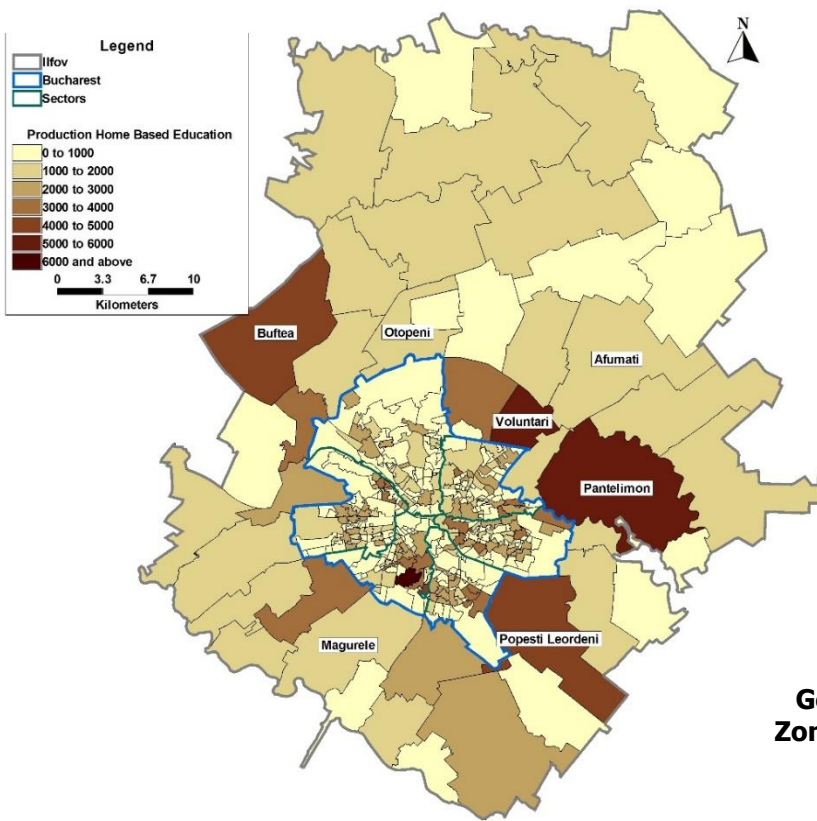 Legend
Ilfov
Bucharest
Sectors
Production Home Based Education
0 to 1000
1000 to 2000
2000 to 3000
3000 to 4000
4000 to 5000
5000 to 6000
6000 and above
0 3.3 6.7 10
Kilometers
N
Buftea
Otopeni
Afumati
Voluntari
Pantelimon
Magurele
Popesti Leordeni